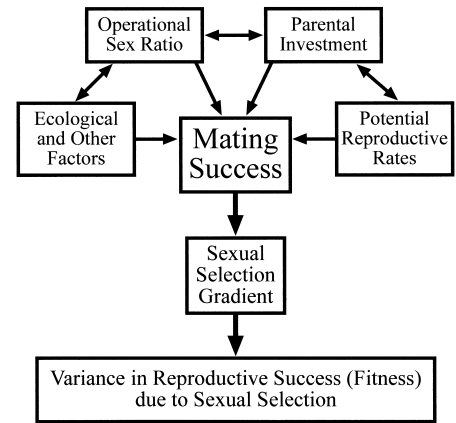 Operational
Sex Ratio
Parental
Investment
Ecological
and Other
Factors
Mating
Success
Potential
Reproductive
Rates
Sexual
Selection
Gradient
Variance in Reproductive Success (Fitness)
due to Sexual Selection